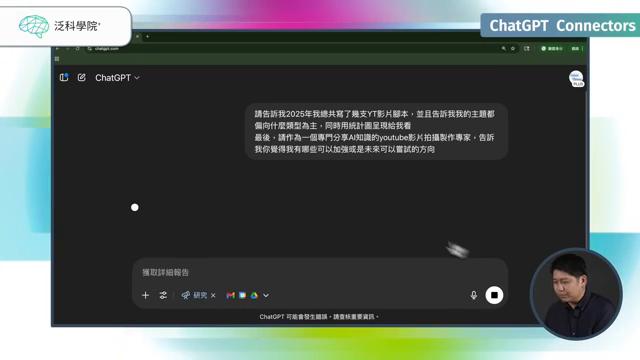 泛科學院
ChatGPT Connectors
chatgpt.com
ChatGPT
PLUS
請告訴我2025年我總共寫了幾支YT影片腳本，並且告訴我我的主題都
偏向什麼類型為主，同時用統計圖呈現給我看
最後，請作為一個專門分享AI知識的youtube影片拍攝製作專家，告訴
我你覺得我有哪些可以加強或是未來可以嘗試的方向
獲取詳細報告
研究
ChatGPT 可能會發生錯誤。請查核重要資訊。